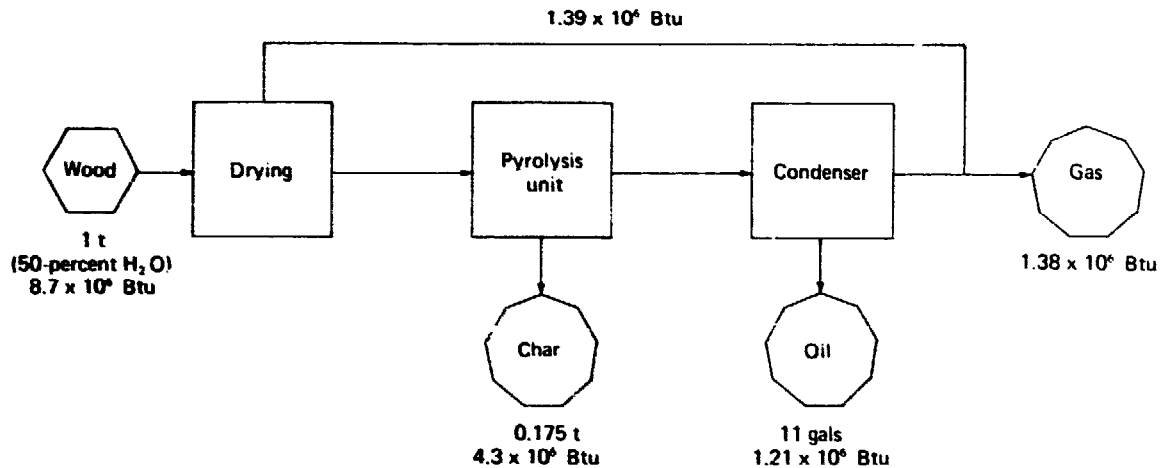 1.39 x 10⁶ Btu
Wood
Drying
Pyrolysis
unit
Condenser
Gas
1 t
(50-percent H₂O)
8.7 x 10⁶ Btu
1.38 x 10⁶ Btu
Char
Oil
0.175 t
4.3 x 10⁶ Btu
11 gals
1.21 x 10⁶ Btu